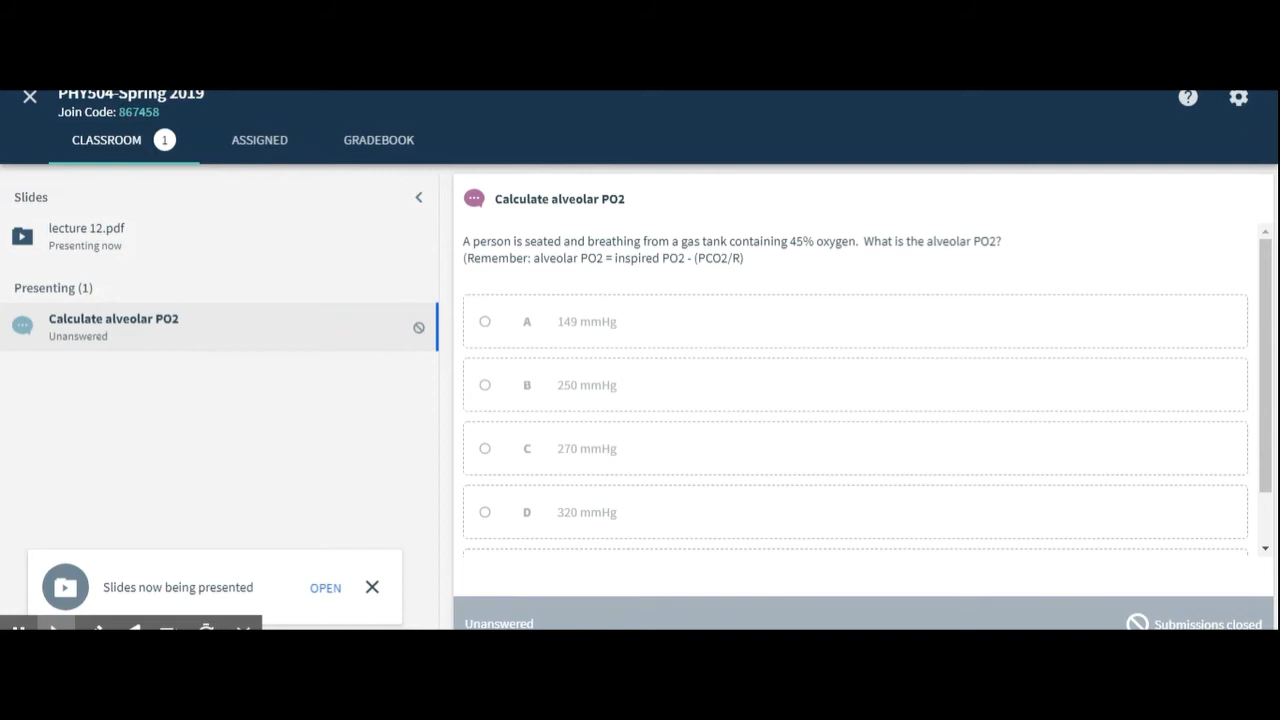 PHY504-Spring 2019
Join Code: 867458
CLASSROOM 1 ASSIGNED GRADEBOOK
Slides
lecture 12.pdf
Presenting now
Presenting (1)
Calculate alveolar PO2
Unanswered
Slides now being presented OPEN
Calculate alveolar PO2
A person is seated and breathing from a gas tank containing 45% oxygen. What is the alveolar PO2?
(Remember: alveolar PO2 = inspired PO2 - (PCO2/R)
A 149 mmHg
B 250 mmHg
C 270 mmHg
D 320 mmHg
Unanswered Submissions closed